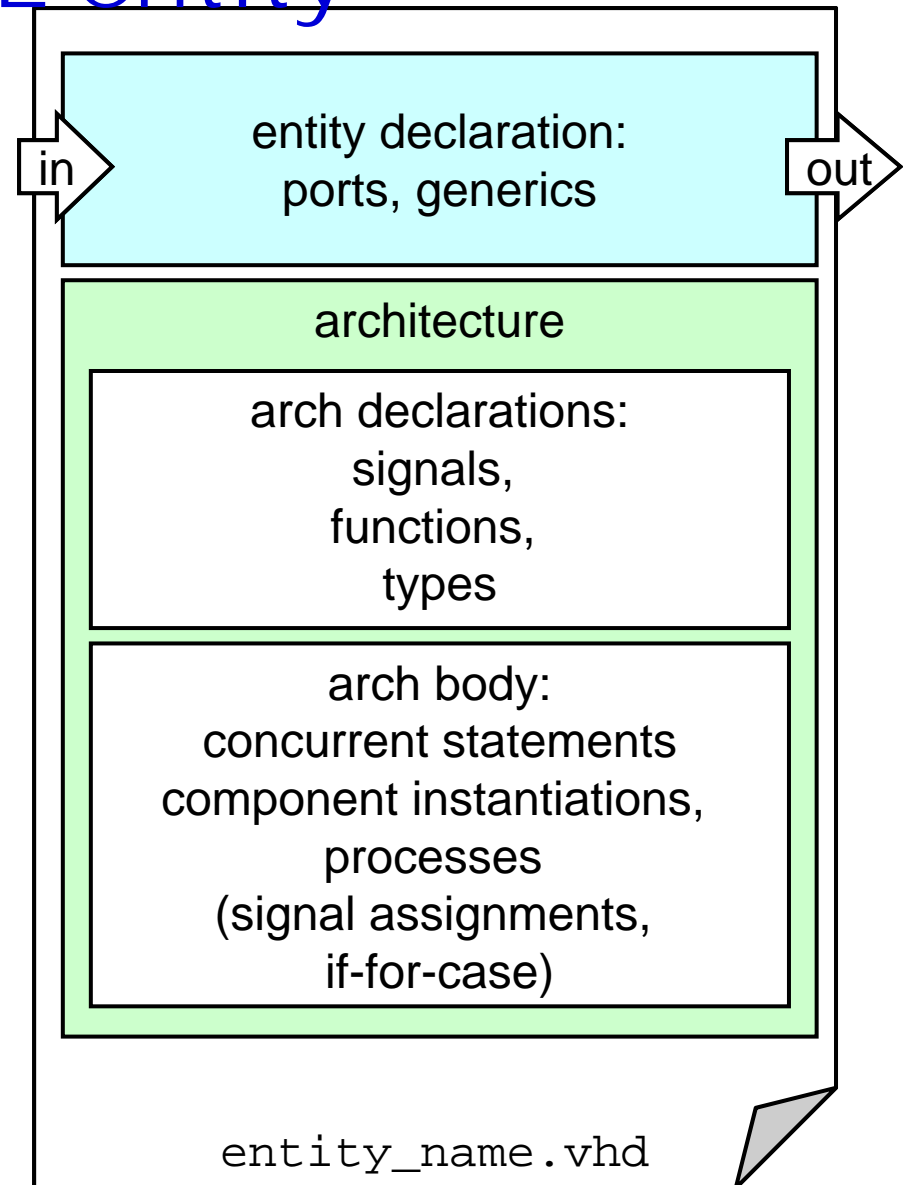 E entity
entity declaration:
ports, generics
in
out
architecture
arch declarations:
signals,
functions,
types
arch body:
concurrent statements
component instantiations,
processes
(signal assignments,
if-for-case)
entity_name.vhd